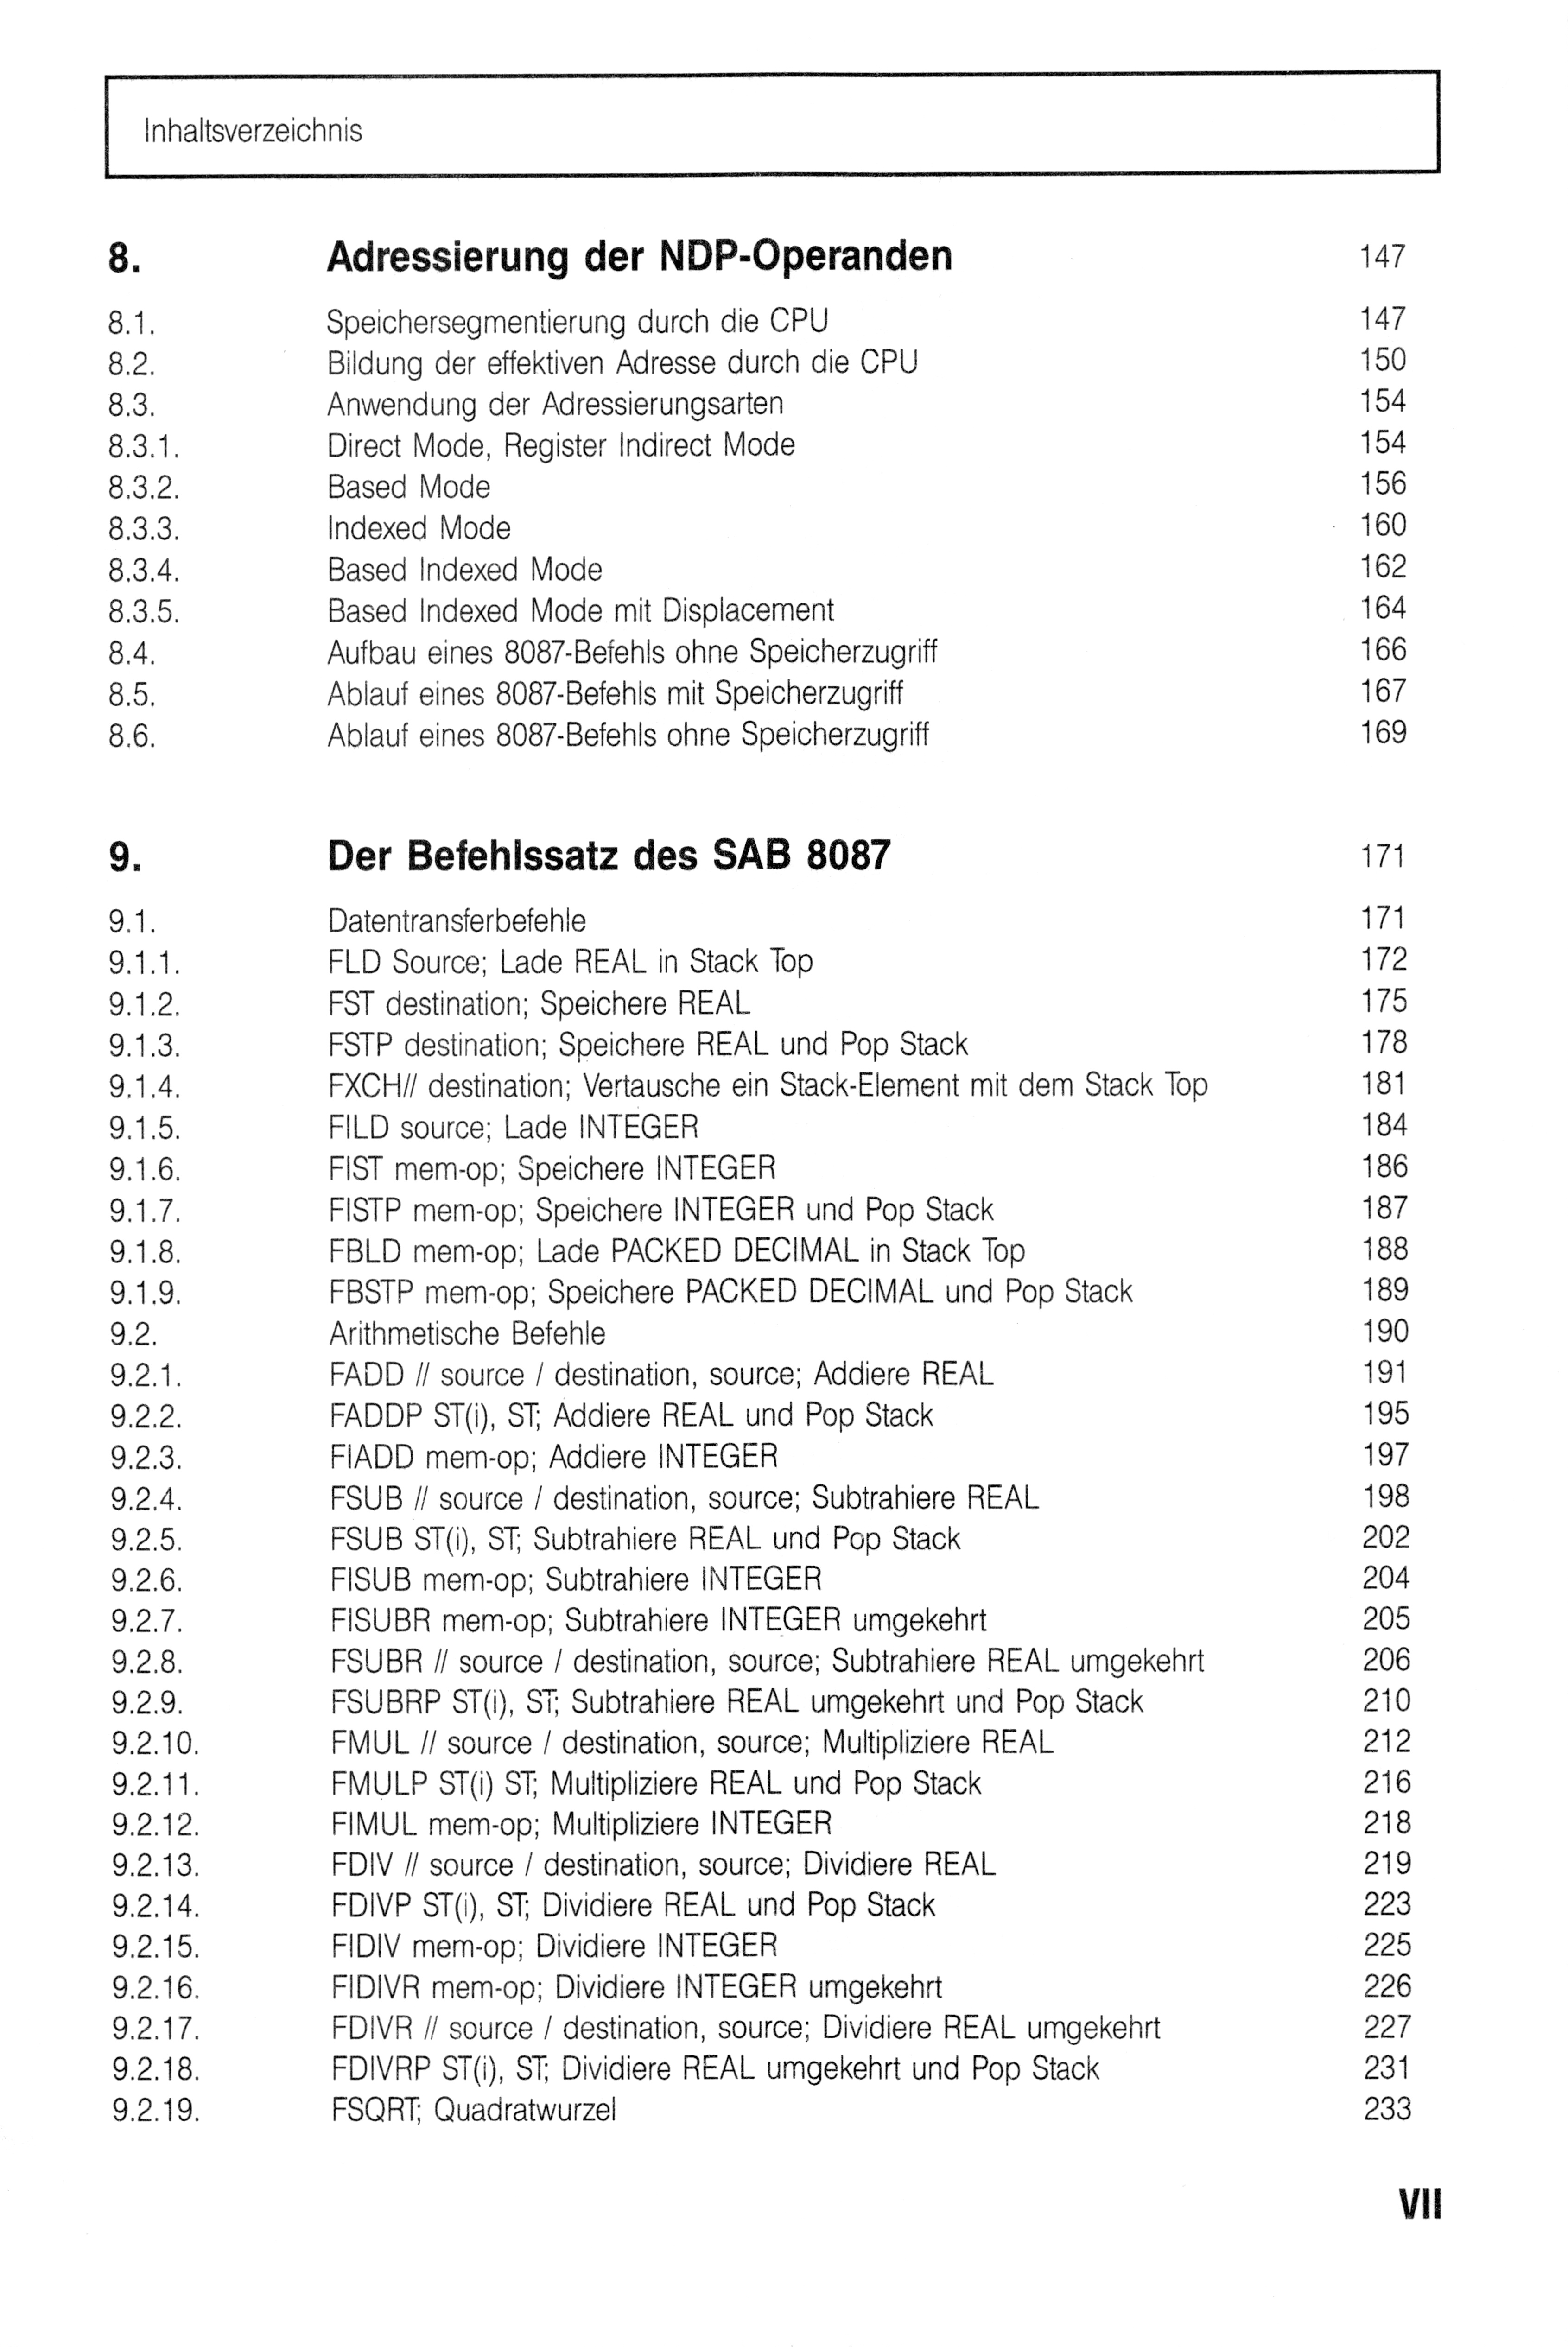 Inhaltsverzeichnis
8. Adressierung der NDP-Operanden 147
8.1. Speichersegmentierung durch die CPU 147
8.2. Bildung der effektiven Adresse durch die CPU 150
8.3. Anwendung der Adressierungsarten 154
8.3.1. Direct Mode, Register Indirect Mode 154
8.3.2. Based Mode 156
8.3.3. Indexed Mode 160
8.3.4. Based Indexed Mode 162
8.3.5. Based Indexed Mode mit Displacement 164
8.4. Aufbau eines 8087-Befehls ohne Speicherzugriff 166
8.5. Ablauf eines 8087-Befehls mit Speicherzugriff 167
8.6. Ablauf eines 8087-Befehls ohne Speicherzugriff 169
9. Der Befehlssatz des SAB 8087 171
9.1. Datentransferbefehle 171
9.1.1. FLD Source; Lade REAL in Stack Top 172
9.1.2. FST destination; Speichere REAL 175
9.1.3. FSTP destination; Speichere REAL und Pop Stack 178
9.1.4. FXCH// destination; Vertausche ein Stack-Element mit dem Stack Top 181
9.1.5. FILD source; Lade INTEGER 184
9.1.6. FIST mem-op; Speichere INTEGER 186
9.1.7. FISTP mem-op; Speichere INTEGER und Pop Stack 187
9.1.8. FBLD mem-op; Lade PACKED DECIMAL in Stack Top 188
9.1.9. FBSTP mem-op; Speichere PACKED DECIMAL und Pop Stack 189
9.2. Arithmetische Befehle 190
9.2.1. FADD // source / destination, source; Addiere REAL 191
9.2.2. FADDP ST(i), ST; Addiere REAL und Pop Stack 195
9.2.3. FIADD mem-op; Addiere INTEGER 197
9.2.4. FSUB // source / destination, source; Subtrahiere REAL 198
9.2.5. FSUB ST(i), ST; Subtrahiere REAL und Pop Stack 202
9.2.6. FISUB mem-op; Subtrahiere INTEGER 204
9.2.7. FISUBR mem-op; Subtrahiere INTEGER umgekehrt 205
9.2.8. FSUBR // source / destination, source; Subtrahiere REAL umgekehrt 206
9.2.9. FSUBRP ST(i), ST; Subtrahiere REAL umgekehrt und Pop Stack 210
9.2.10. FMUL // source / destination, source; Multipliziere REAL 212
9.2.11. FMULP ST(i) ST; Multipliziere REAL und Pop Stack 216
9.2.12. FIMUL mem-op; Multipliziere INTEGER 218
9.2.13. FDIV // source / destination, source; Dividiere REAL 219
9.2.14. FDIVP ST(i), ST; Dividiere REAL und Pop Stack 223
9.2.15. FIDIV mem-op; Dividiere INTEGER 225
9.2.16. FIDIVR mem-op; Dividiere INTEGER umgekehrt 226
9.2.17. FDIVR // source / destination, source; Dividiere REAL umgekehrt 227
9.2.18. FDIVRP ST(i), ST; Dividiere REAL umgekehrt und Pop Stack 231
9.2.19. FSQRT; Quadratwurzel 233
VII